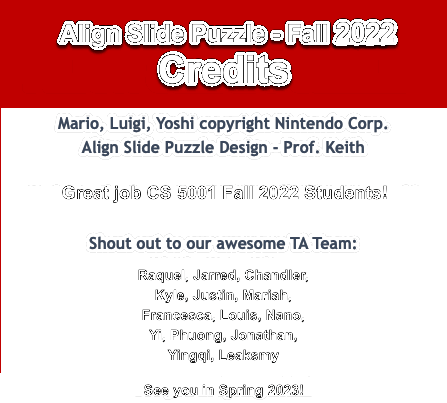 Align Slide Puzzle - Fall 2022
Credits
Mario, Luigi, Yoshi copyright Nintendo Corp.
Align Slide Puzzle Design - Prof. Keith
Great job CS 5001 Fall 2022 Students!
Shout out to our awesome TA Team:
Raquel, Jarred, Chandler,
Kyle, Justin, Marish,
Francesca, Louis, Nano,
Yi, Phuong, Jonathan,
Yingqi, Leaksmy
See you in Spring 2023!